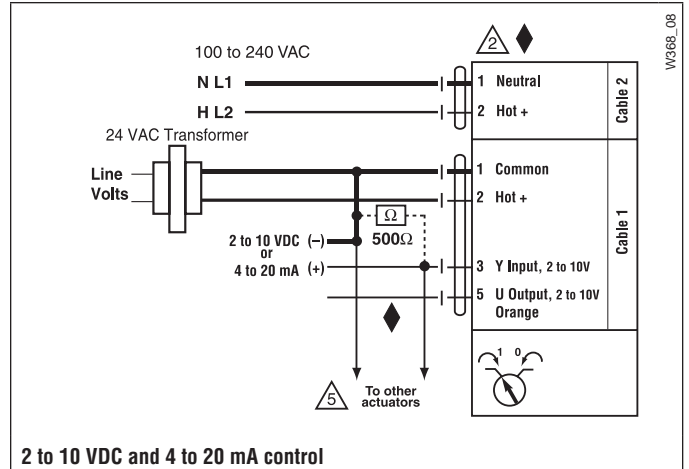 W368_08
100 to 240 VAC
2
N L1
1 Neutral
H L2
2 Hot +
Cable 2
24 VAC Transformer
Line
Volts
1 Common
2 Hot +
Cable 1
Ω
500Ω
2 to 10 VDC (–)
or
4 to 20 mA (+)
3 Y Input, 2 to 10V
5 U Output, 2 to 10V
Orange
1 0
5
To other
actuators
2 to 10 VDC and 4 to 20 mA control